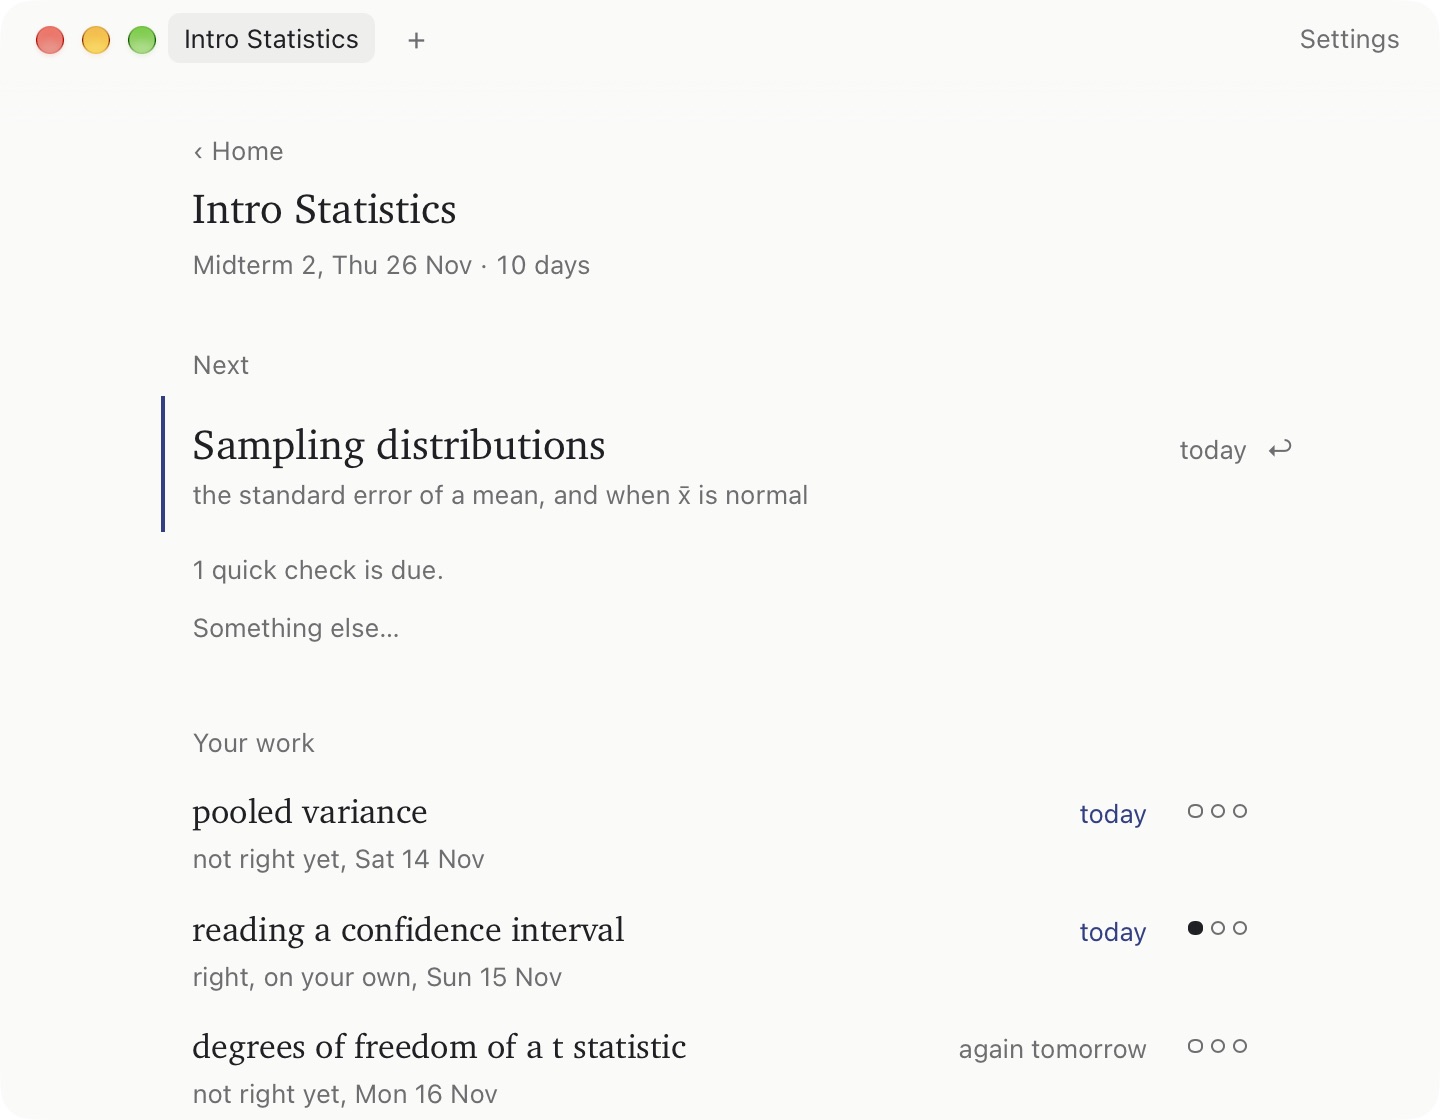 Intro Statistics +
Settings
‹ Home
Intro Statistics
Midterm 2, Thu 26 Nov · 10 days
Next
Sampling distributions
today ↩
the standard error of a mean, and when x̄ is normal
1 quick check is due.
Something else...
Your work
pooled variance
today
not right yet, Sat 14 Nov
reading a confidence interval
today
right, on your own, Sun 15 Nov
degrees of freedom of a t statistic
again tomorrow
not right yet, Mon 16 Nov